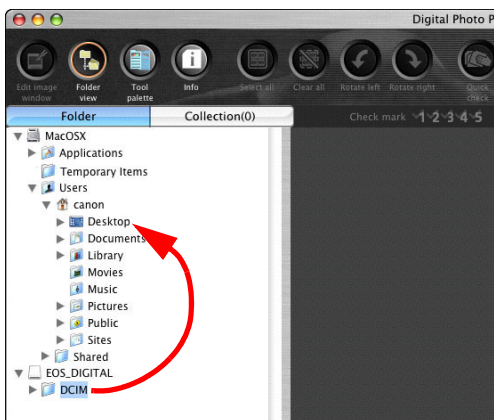 Digital Photo P
Edit image window
Folder view
Tool palette
Info
Select all
Clear all
Rotate left
Rotate right
Quick check
Folder
Collection(0)
Check mark 1 2 3 4 5
MacOSX
Applications
Temporary Items
Users
canon
Desktop
Documents
Library
Movies
Music
Pictures
Public
Sites
Shared
EOS_DIGITAL
DCIM